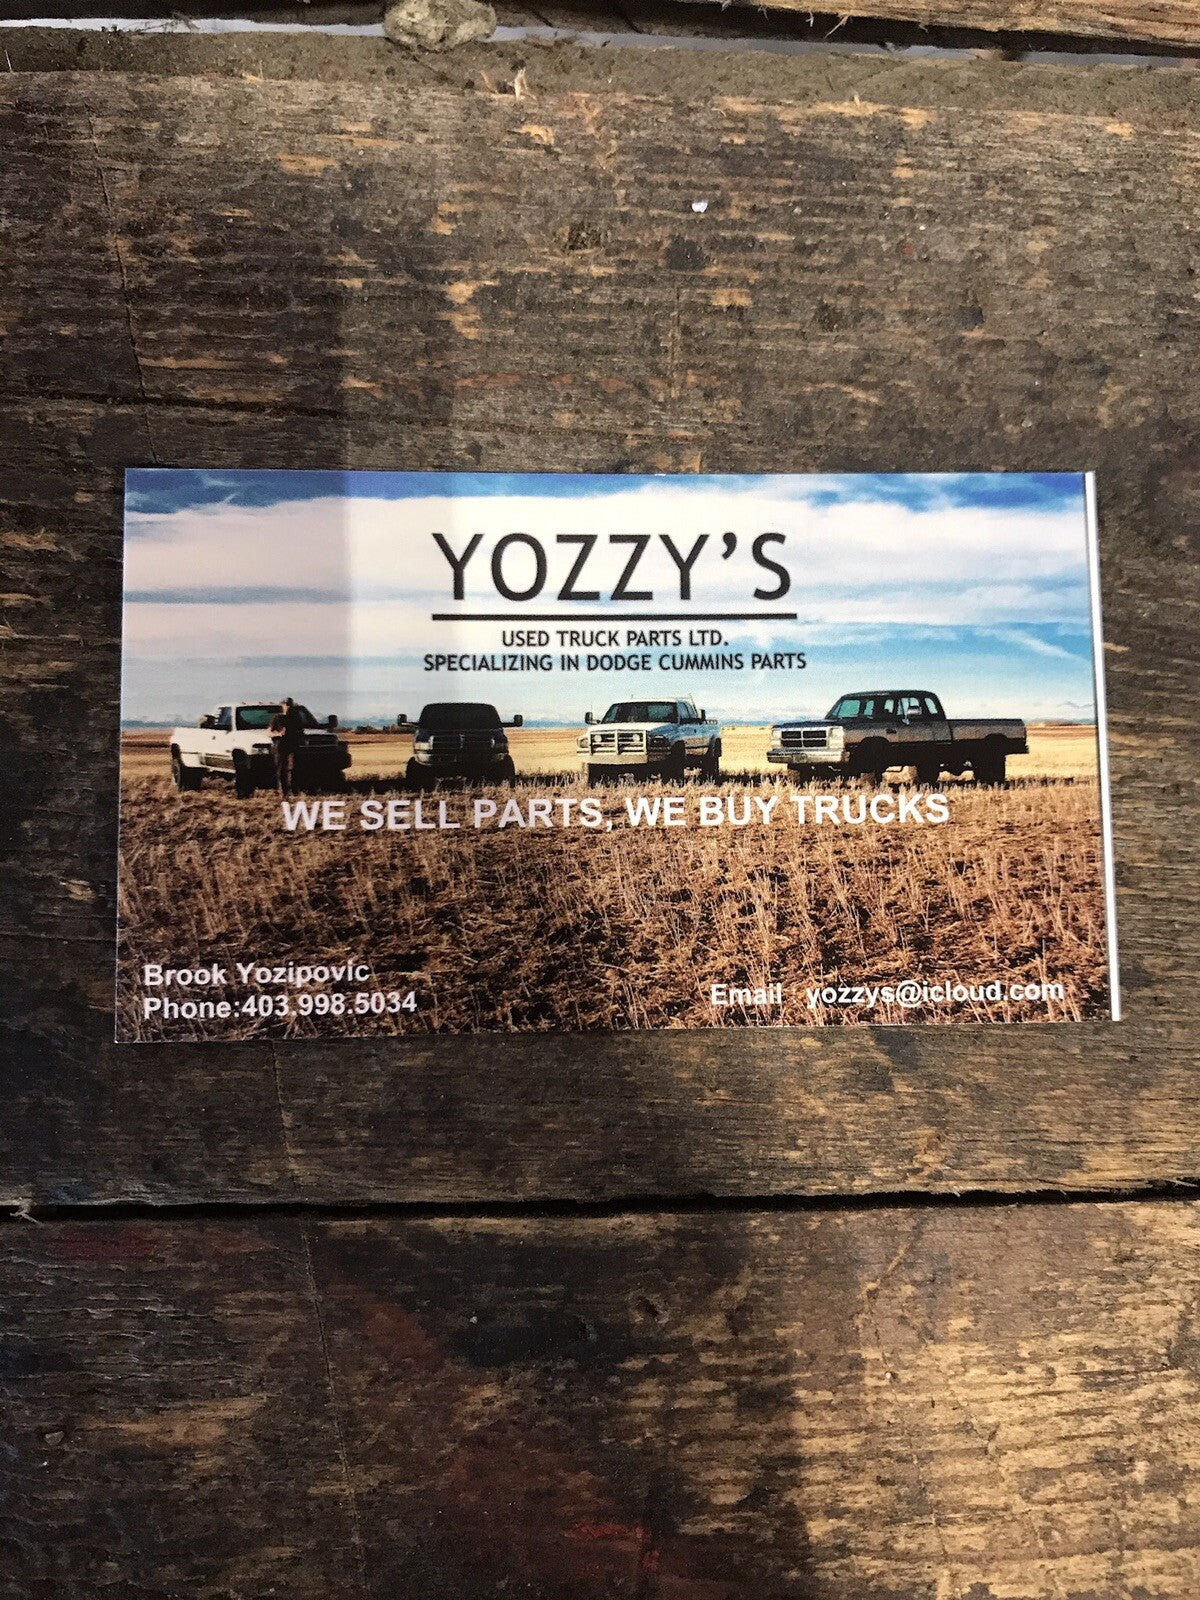 YOZZY'S
USED TRUCK PARTS LTD.
SPECIALIZING IN DODGE CUMMINS PARTS
WE SELL PARTS, WE BUY TRUCKS
Brook Yozipovic
Phone:403.998.5034
Email yozzys@icloud.com